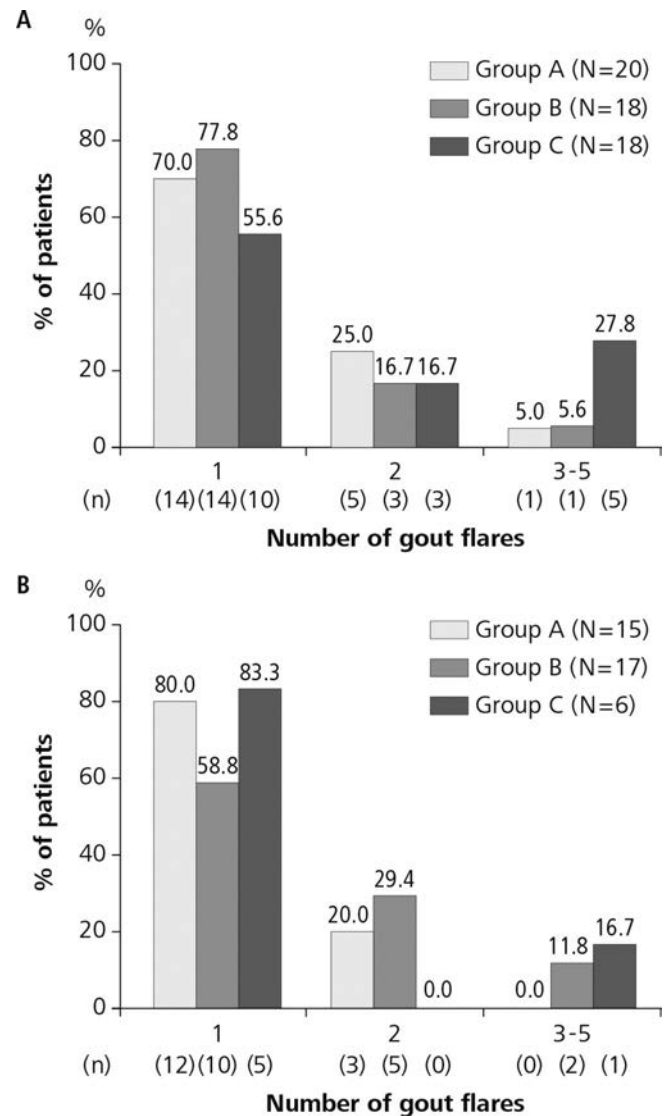 A
%
100
80
60
40
20
0
% of patients
Group A (N=20)
Group B (N=18)
Group C (N=18)
70.0 77.8 55.6
25.0 16.7 16.7
5.0 5.6 27.8
1 2 3-5
(n) (14) (14) (10) (5) (3) (3) (1) (1) (5)
Number of gout flares
B
%
100
80
60
40
20
0
% of patients
Group A (N=15)
Group B (N=17)
Group C (N=6)
80.0 58.8 83.3
20.0 29.4 0.0
0.0 11.8 16.7
1 2 3-5
(n) (12) (10) (5) (3) (5) (0) (0) (2) (1)
Number of gout flares